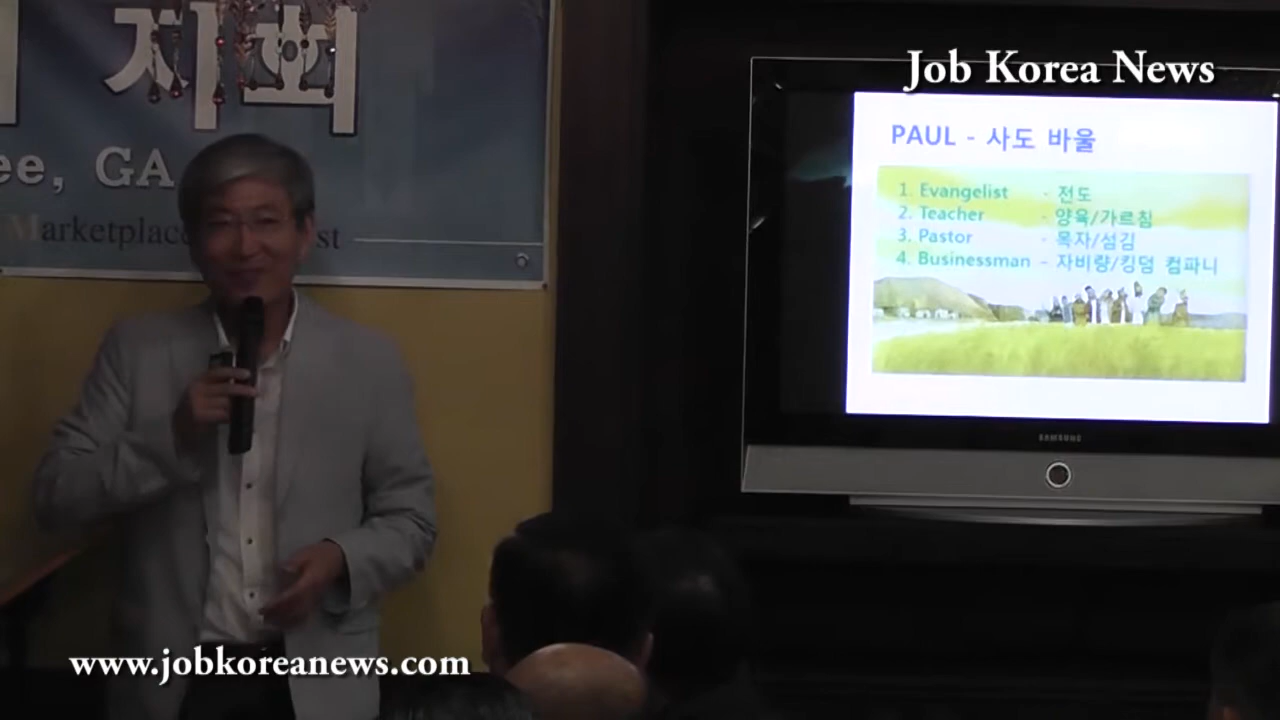 Job Korea News
지회
ee, GA
Marketplace
PAUL - 사도 바울
1. Evangelist - 전도
2. Teacher - 양육/가르침
3. Pastor - 목자/섬김
4. Businessman - 자비량/킹덤 컴파니
SAMSUNG
www.jobkoreanews.com